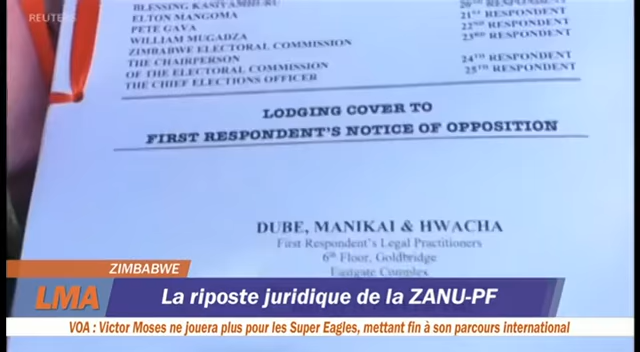 REUTERS
BLESSING KASIYAMHURU
20TH RESPONDENT
ELTON MANGOMA
21ST RESPONDENT
PETE GAVA
22ND RESPONDENT
WILLIAM MUGADZA
23RD RESPONDENT
ZIMBABWE ELECTORAL COMMISSION
THE CHAIRPERSON
24TH RESPONDENT
OF THE ELECTORAL COMMISSION
25TH RESPONDENT
THE CHIEF ELECTIONS OFFICER
LODGING COVER TO
FIRST RESPONDENT'S NOTICE OF OPPOSITION
DUBE, MANIKAI & HWACHA
First Respondent's Legal Practitioners
6th Floor, Goldbridge
Eastgate Complex
ZIMBABWE
LMA La riposte juridique de la ZANU-PF
VOA : Victor Moses ne jouera plus pour les Super Eagles, mettant fin à son parcours international